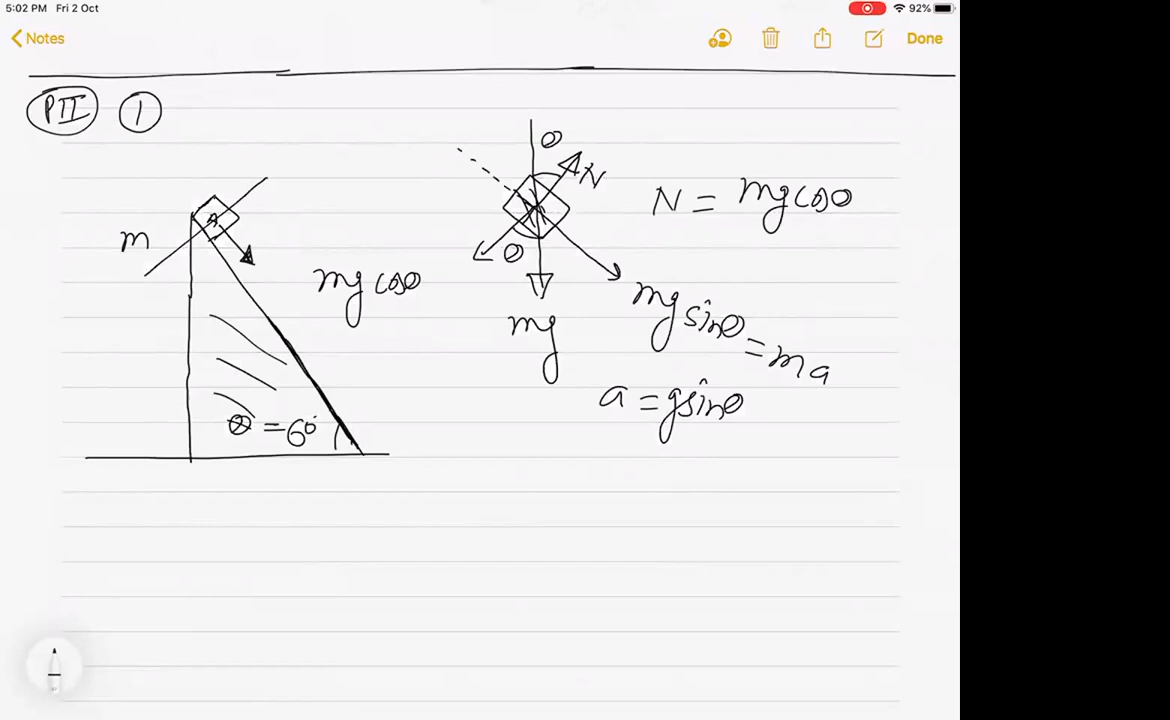 5:02 PM Fri 2 Oct
92%
Notes
Done
PII 1
θ
N
N = mg cosθ
A
m
θ
mg cosθ
mg
mg sinθ = ma
a = g sinθ
θ = 60°